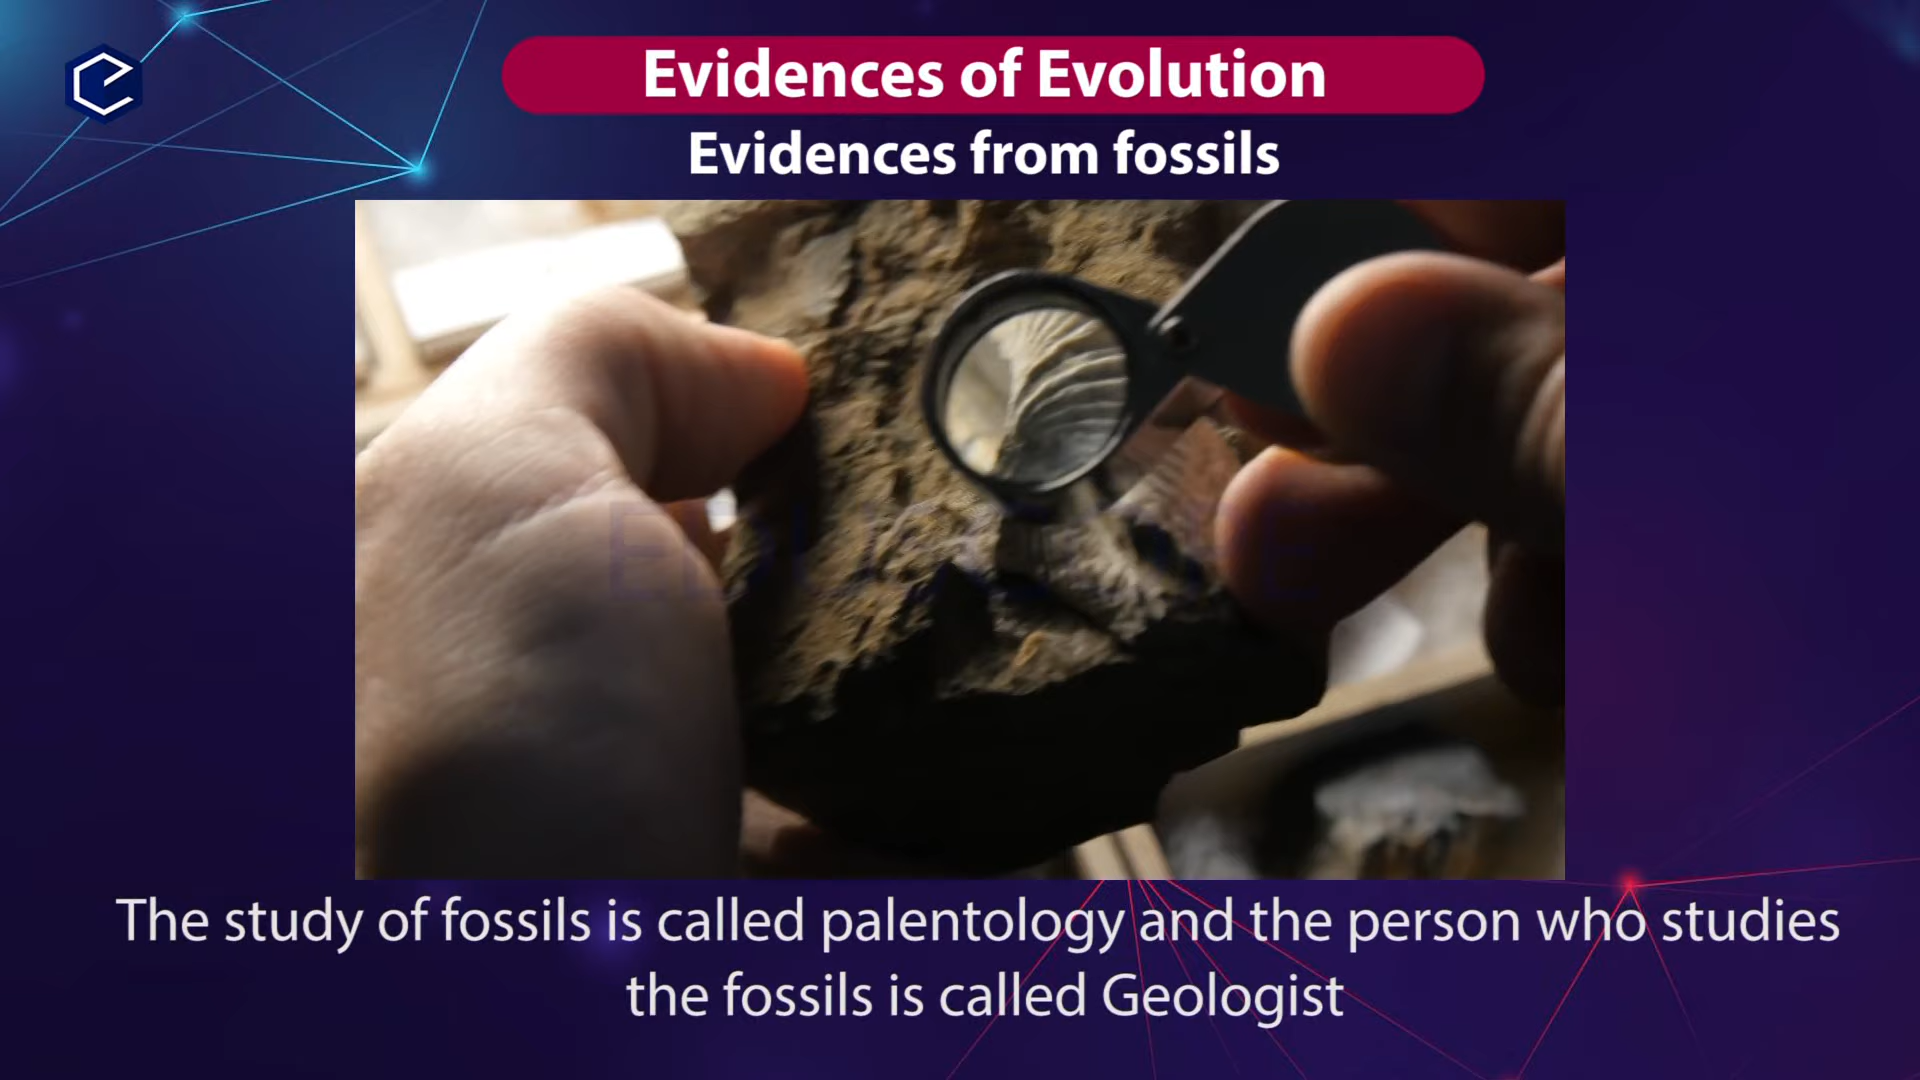 Evidences of Evolution
Evidences from fossils
The study of fossils is called palentology and the person who studies
the fossils is called Geologist